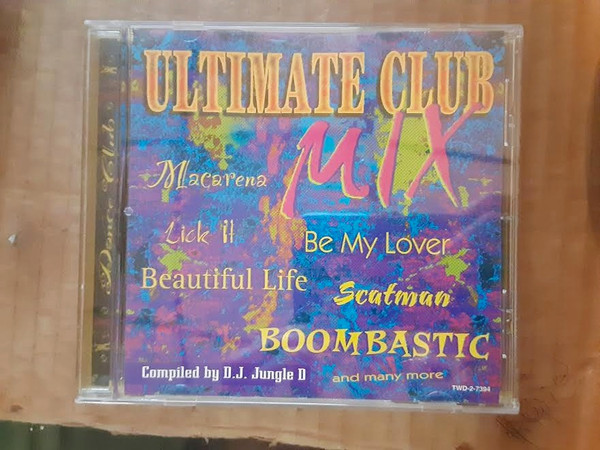 ULTIMATE CLUB
MIX
Macarena
Lick it
Be My Lover
Beautiful Life
Scatman
BOOMBASTIC
Compiled by D.J. Jungle D
and many more
TWD-2-7394
Dance Club